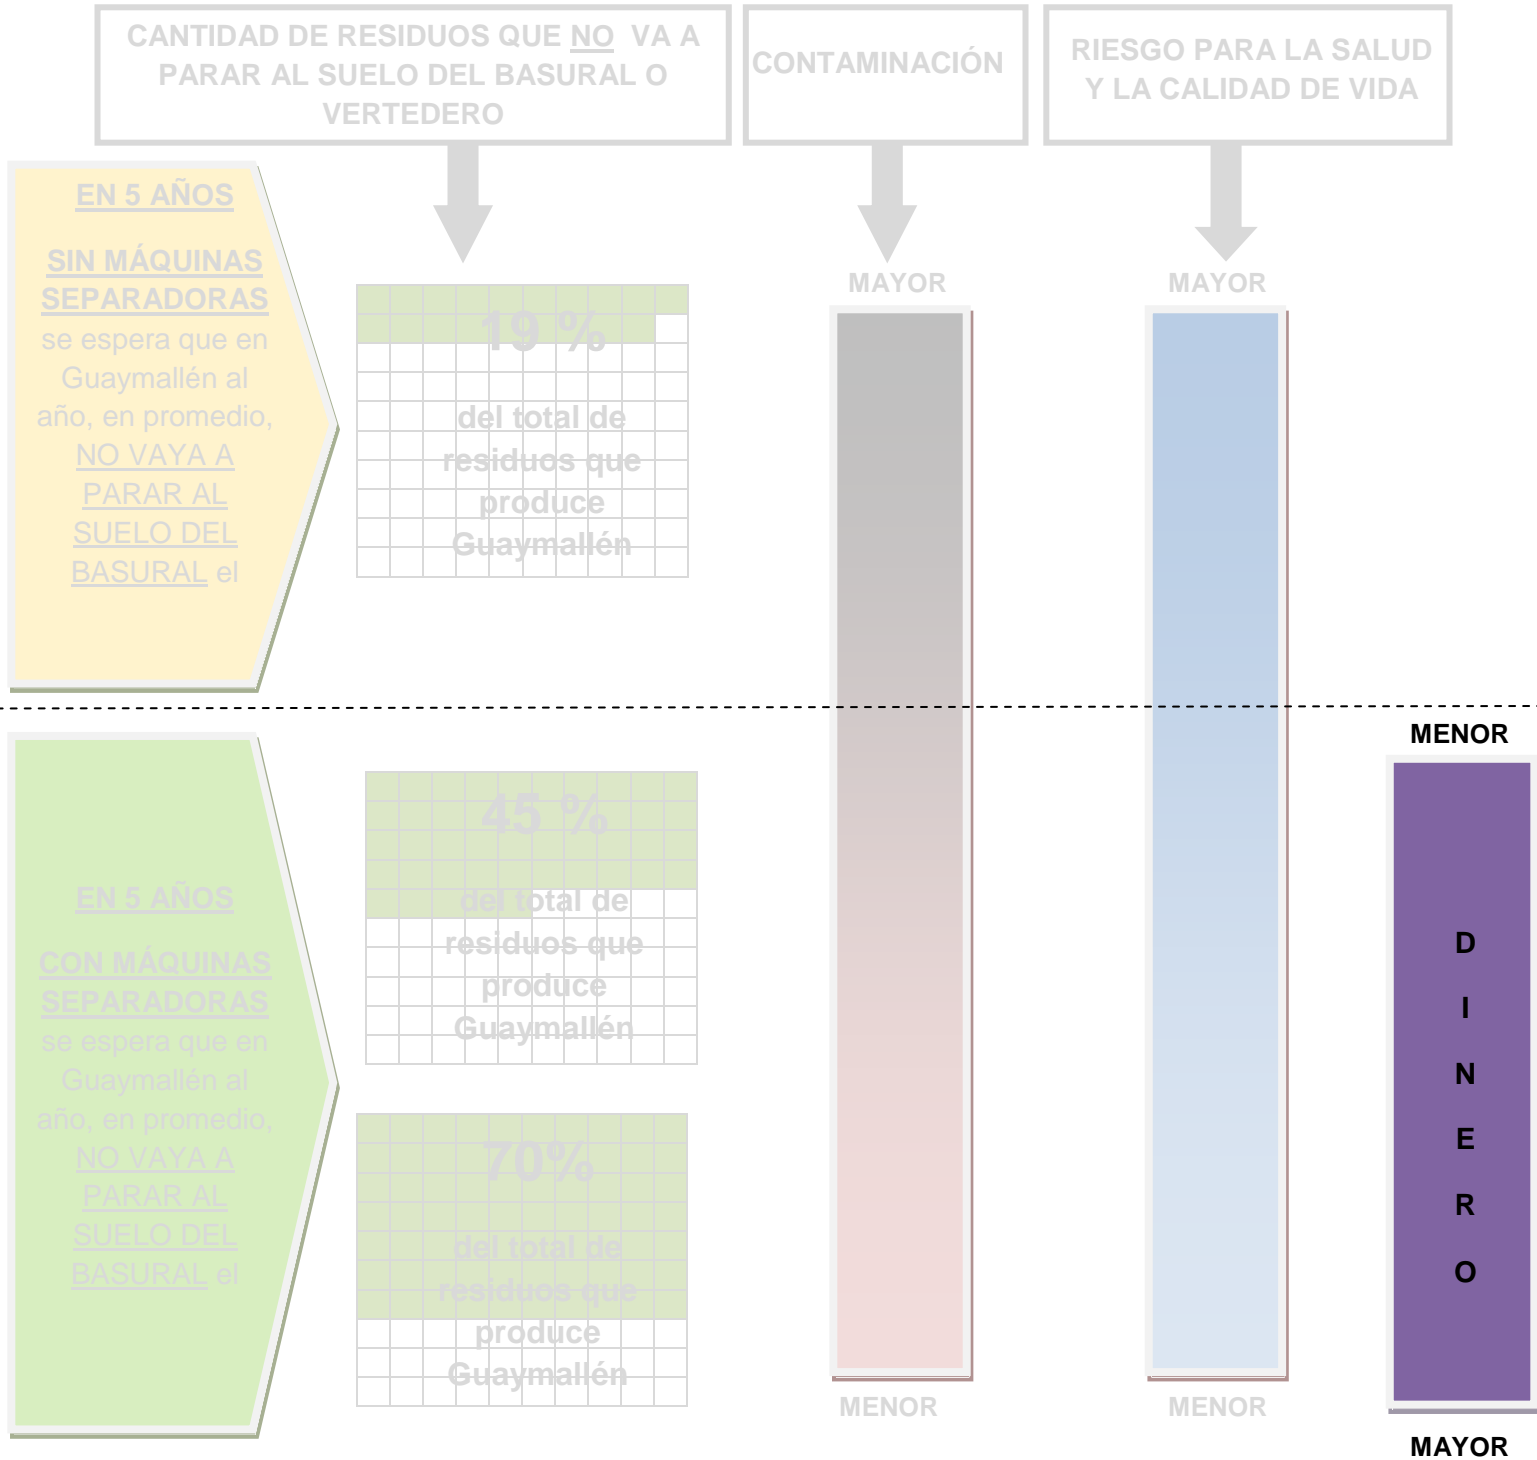 CANTIDAD DE RESIDUOS QUE NO VA A
PARAR AL SUELO DEL BASURAL O
VERTEDERO
CONTAMINACIÓN
RIESGO PARA LA SALUD
Y LA CALIDAD DE VIDA
EN 5 AÑOS
SIN MÁQUINAS
SEPARADORAS
se espera que en
Guaymallén al
año, en promedio,
NO VAYA A
PARAR AL
SUELO DEL
BASURAL el
19 %
del total de
residuos que
produce
Guaymallén
MAYOR
MAYOR
EN 5 AÑOS
CON MÁQUINAS
SEPARADORAS
se espera que en
Guaymallén al
año, en promedio,
NO VAYA A
PARAR AL
SUELO DEL
BASURAL el
45 %
del total de
residuos que
produce
Guaymallén
70%
del total de
residuos que
produce
Guaymallén
MENOR
MENOR
MENOR
D
I
N
E
R
O
MAYOR